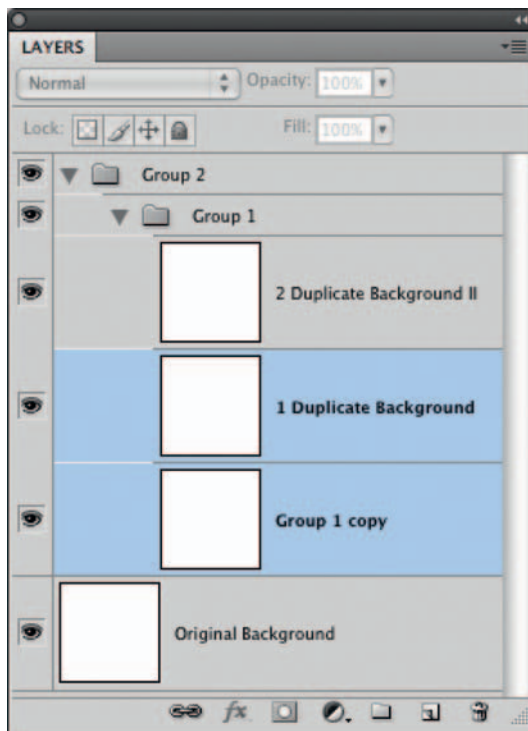 LAYERS
Normal Opacity: 100%
Lock: Fill: 100%
Group 2
Group 1
2 Duplicate Background II
1 Duplicate Background
Group 1 copy
Original Background
fx.